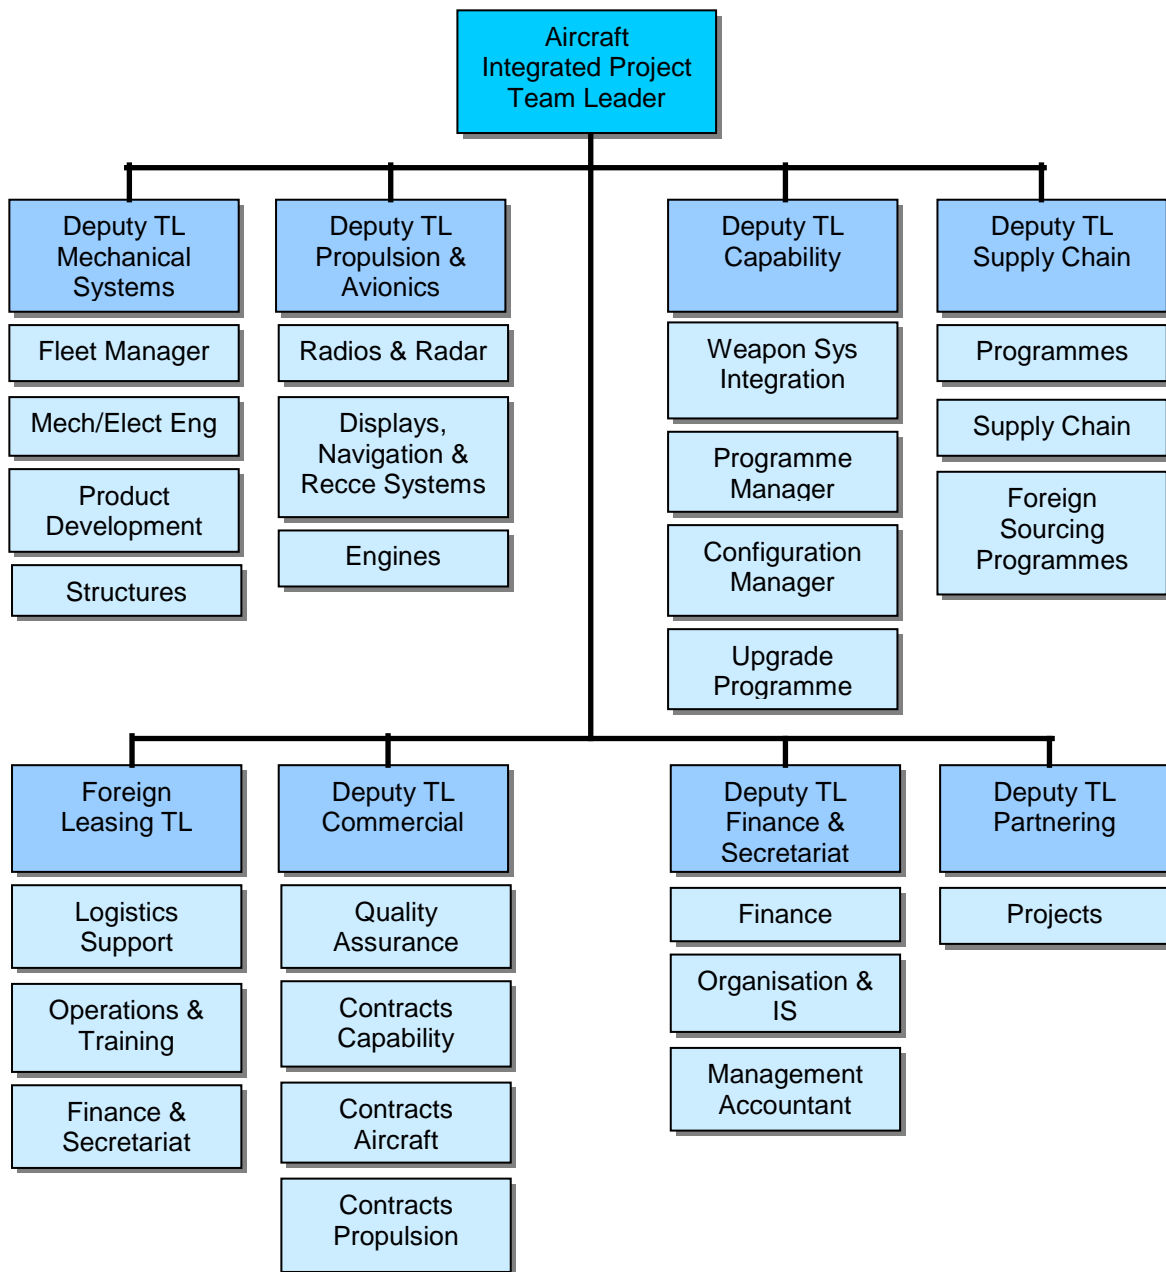 Aircraft
Integrated Project
Team Leader
Deputy TL
Mechanical
Systems
Fleet Manager
Mech/Elect Eng
Product
Development
Structures
Deputy TL
Propulsion &
Avionics
Radios & Radar
Displays,
Navigation &
Recce Systems
Engines
Deputy TL
Capability
Weapon Sys
Integration
Programme
Manager
Configuration
Manager
Upgrade
Programme
Deputy TL
Supply Chain
Programmes
Supply Chain
Foreign
Sourcing
Programmes
Foreign
Leasing TL
Logistics
Support
Operations &
Training
Finance &
Secretariat
Deputy TL
Commercial
Quality
Assurance
Contracts
Capability
Contracts
Aircraft
Contracts
Propulsion
Deputy TL
Finance &
Secretariat
Finance
Organisation &
IS
Management
Accountant
Deputy TL
Partnering
Projects